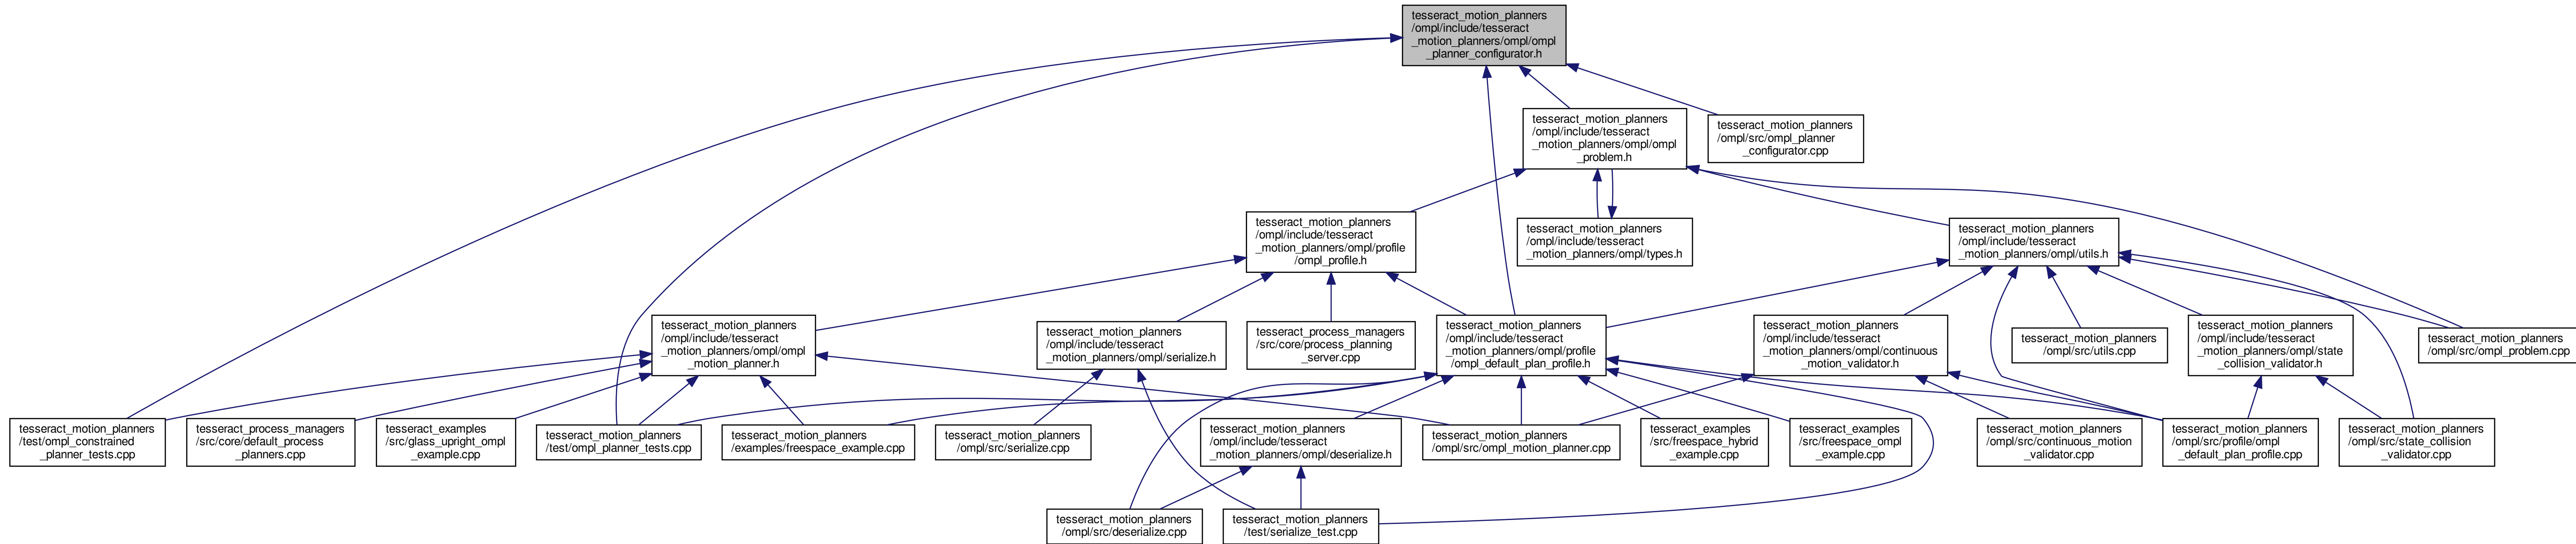 tesseract_motion_planners
/ompl/include/tesseract
_motion_planners/ompl/ompl
_planner_configurator.h
tesseract_motion_planners
/ompl/include/tesseract
_motion_planners/ompl/ompl
_problem.h
tesseract_motion_planners
/ompl/src/ompl_planner
_configurator.cpp
tesseract_motion_planners
/ompl/include/tesseract
_motion_planners/ompl/profile
/ompl_profile.h
tesseract_motion_planners
/ompl/include/tesseract
_motion_planners/ompl/types.h
tesseract_motion_planners
/ompl/include/tesseract
_motion_planners/ompl/utils.h
tesseract_motion_planners
/ompl/include/tesseract
_motion_planners/ompl/ompl
_motion_planner.h
tesseract_motion_planners
/ompl/include/tesseract
_motion_planners/ompl/serialize.h
tesseract_process_managers
/src/core/process_planning
_server.cpp
tesseract_motion_planners
/ompl/include/tesseract
_motion_planners/ompl/profile
/ompl_default_plan_profile.h
tesseract_motion_planners
/ompl/include/tesseract
_motion_planners/ompl/continuous
_motion_validator.h
tesseract_motion_planners
/ompl/src/utils.cpp
tesseract_motion_planners
/ompl/include/tesseract
_motion_planners/ompl/state
_collision_validator.h
tesseract_motion_planners
/ompl/src/ompl_problem.cpp
tesseract_motion_planners
/test/ompl_constrained
_planner_tests.cpp
tesseract_process_managers
/src/core/default_process
_planners.cpp
tesseract_examples
/src/glass_upright_ompl
_example.cpp
tesseract_motion_planners
/test/ompl_planner_tests.cpp
tesseract_motion_planners
/examples/freespace_example.cpp
tesseract_motion_planners
/ompl/src/serialize.cpp
tesseract_motion_planners
/ompl/include/tesseract
_motion_planners/ompl/deserialize.h
tesseract_motion_planners
/ompl/src/ompl_motion_planner.cpp
tesseract_examples
/src/freespace_hybrid
_example.cpp
tesseract_examples
/src/freespace_ompl
_example.cpp
tesseract_motion_planners
/ompl/src/continuous_motion
_validator.cpp
tesseract_motion_planners
/ompl/src/profile/ompl
_default_plan_profile.cpp
tesseract_motion_planners
/ompl/src/state_collision
_validator.cpp
tesseract_motion_planners
/ompl/src/deserialize.cpp
tesseract_motion_planners
/test/serialize_test.cpp